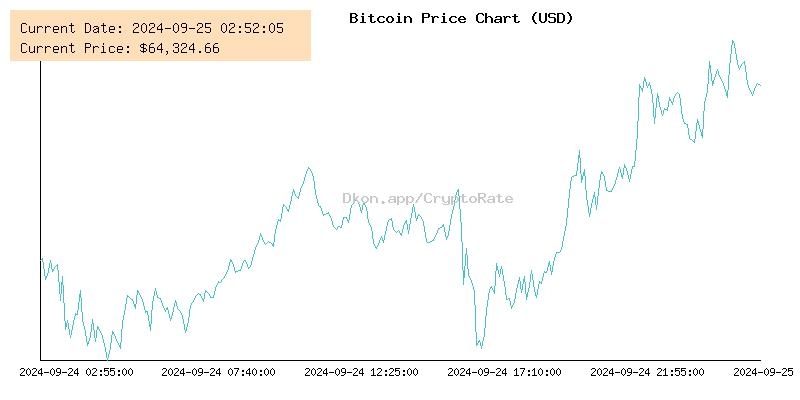 Bitcoin Price Chart (USD)
Current Date: 2024-09-25 02:52:05
Current Price: $64,324.66
Dkon.app/CryptoRate
2024-09-24 02:55:00 2024-09-24 07:40:00 2024-09-24 12:25:00 2024-09-24 17:10:00 2024-09-24 21:55:00 2024-09-25